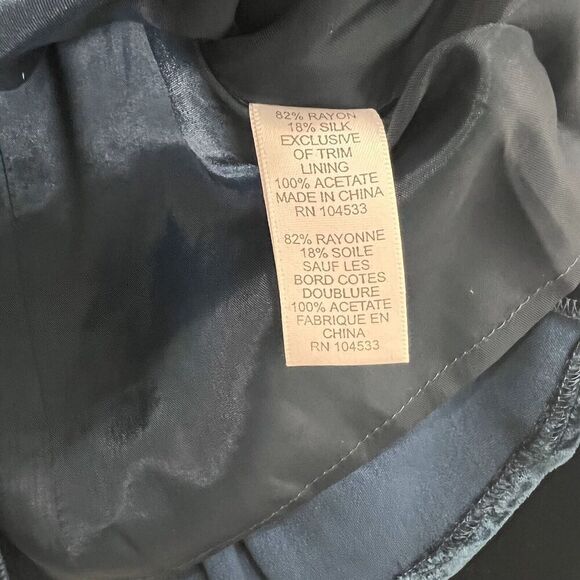 82% RAYON
18% SILK
EXCLUSIVE
OF TRIM
LINING
100% ACETATE
MADE IN CHINA
RN 104533
82% RAYONNE
18% SOILE
SAUF LES
BORD COTES
DOUBLURE
100% ACETATE
FABRIQUE EN
CHINA
RN 104533